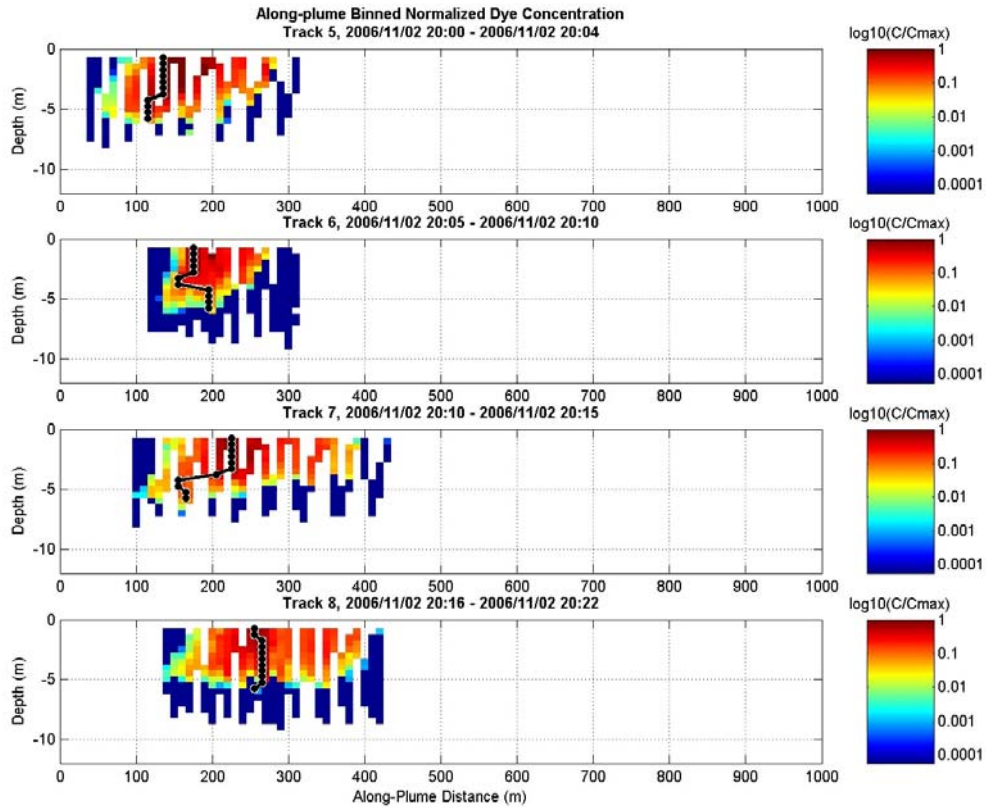 Along-plume Binned Normalized Dye Concentration
Track 5, 2006/11/02 20:00 - 2006/11/02 20:04
log10(C/Cmax)
0
-5
-10
Depth (m)
0 100 200 300 400 500 600 700 800 900 1000
1
0.1
0.01
0.001
0.0001
Track 6, 2006/11/02 20:05 - 2006/11/02 20:10
log10(C/Cmax)
0
-5
-10
Depth (m)
0 100 200 300 400 500 600 700 800 900 1000
1
0.1
0.01
0.001
0.0001
Track 7, 2006/11/02 20:10 - 2006/11/02 20:15
log10(C/Cmax)
0
-5
-10
Depth (m)
0 100 200 300 400 500 600 700 800 900 1000
1
0.1
0.01
0.001
0.0001
Track 8, 2006/11/02 20:16 - 2006/11/02 20:22
log10(C/Cmax)
0
-5
-10
Depth (m)
0 100 200 300 400 500 600 700 800 900 1000
1
0.1
0.01
0.001
0.0001
Along-Plume Distance (m)